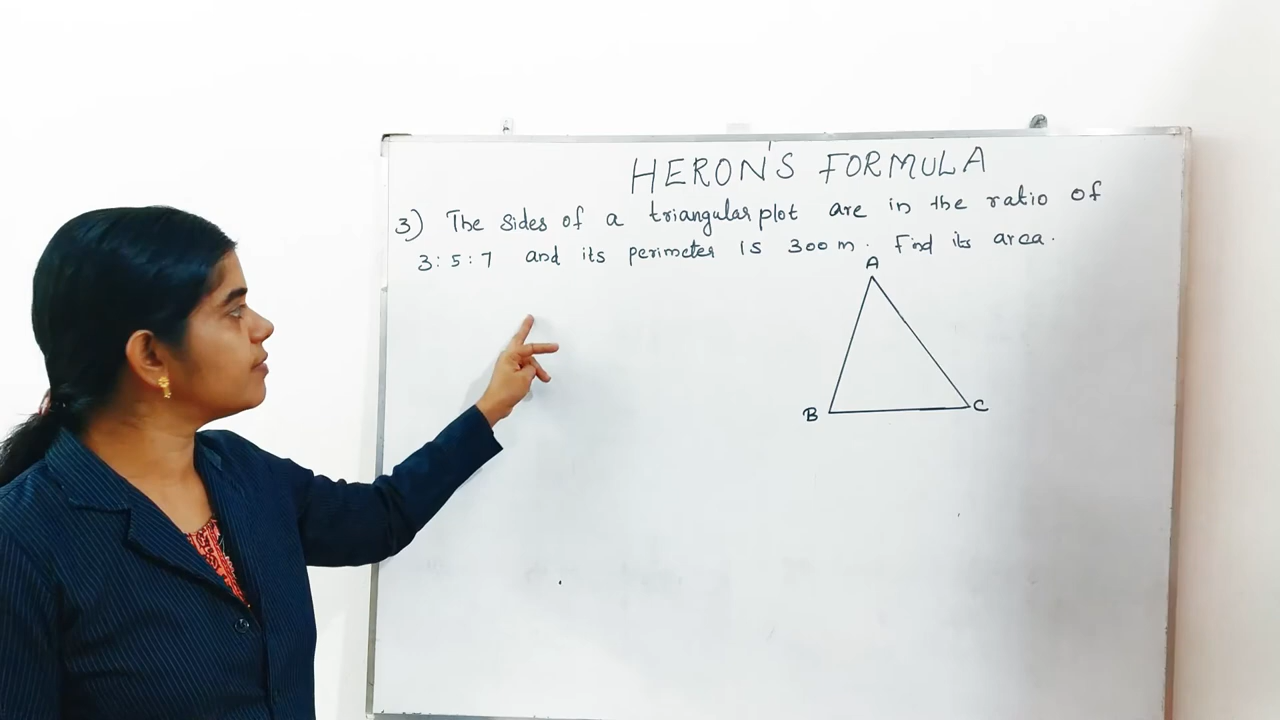 HERON'S FORMULA
3) The sides of a triangular plot are in the ratio of
3:5:7 and its perimeter is 300m. Find its area.
A
B
C